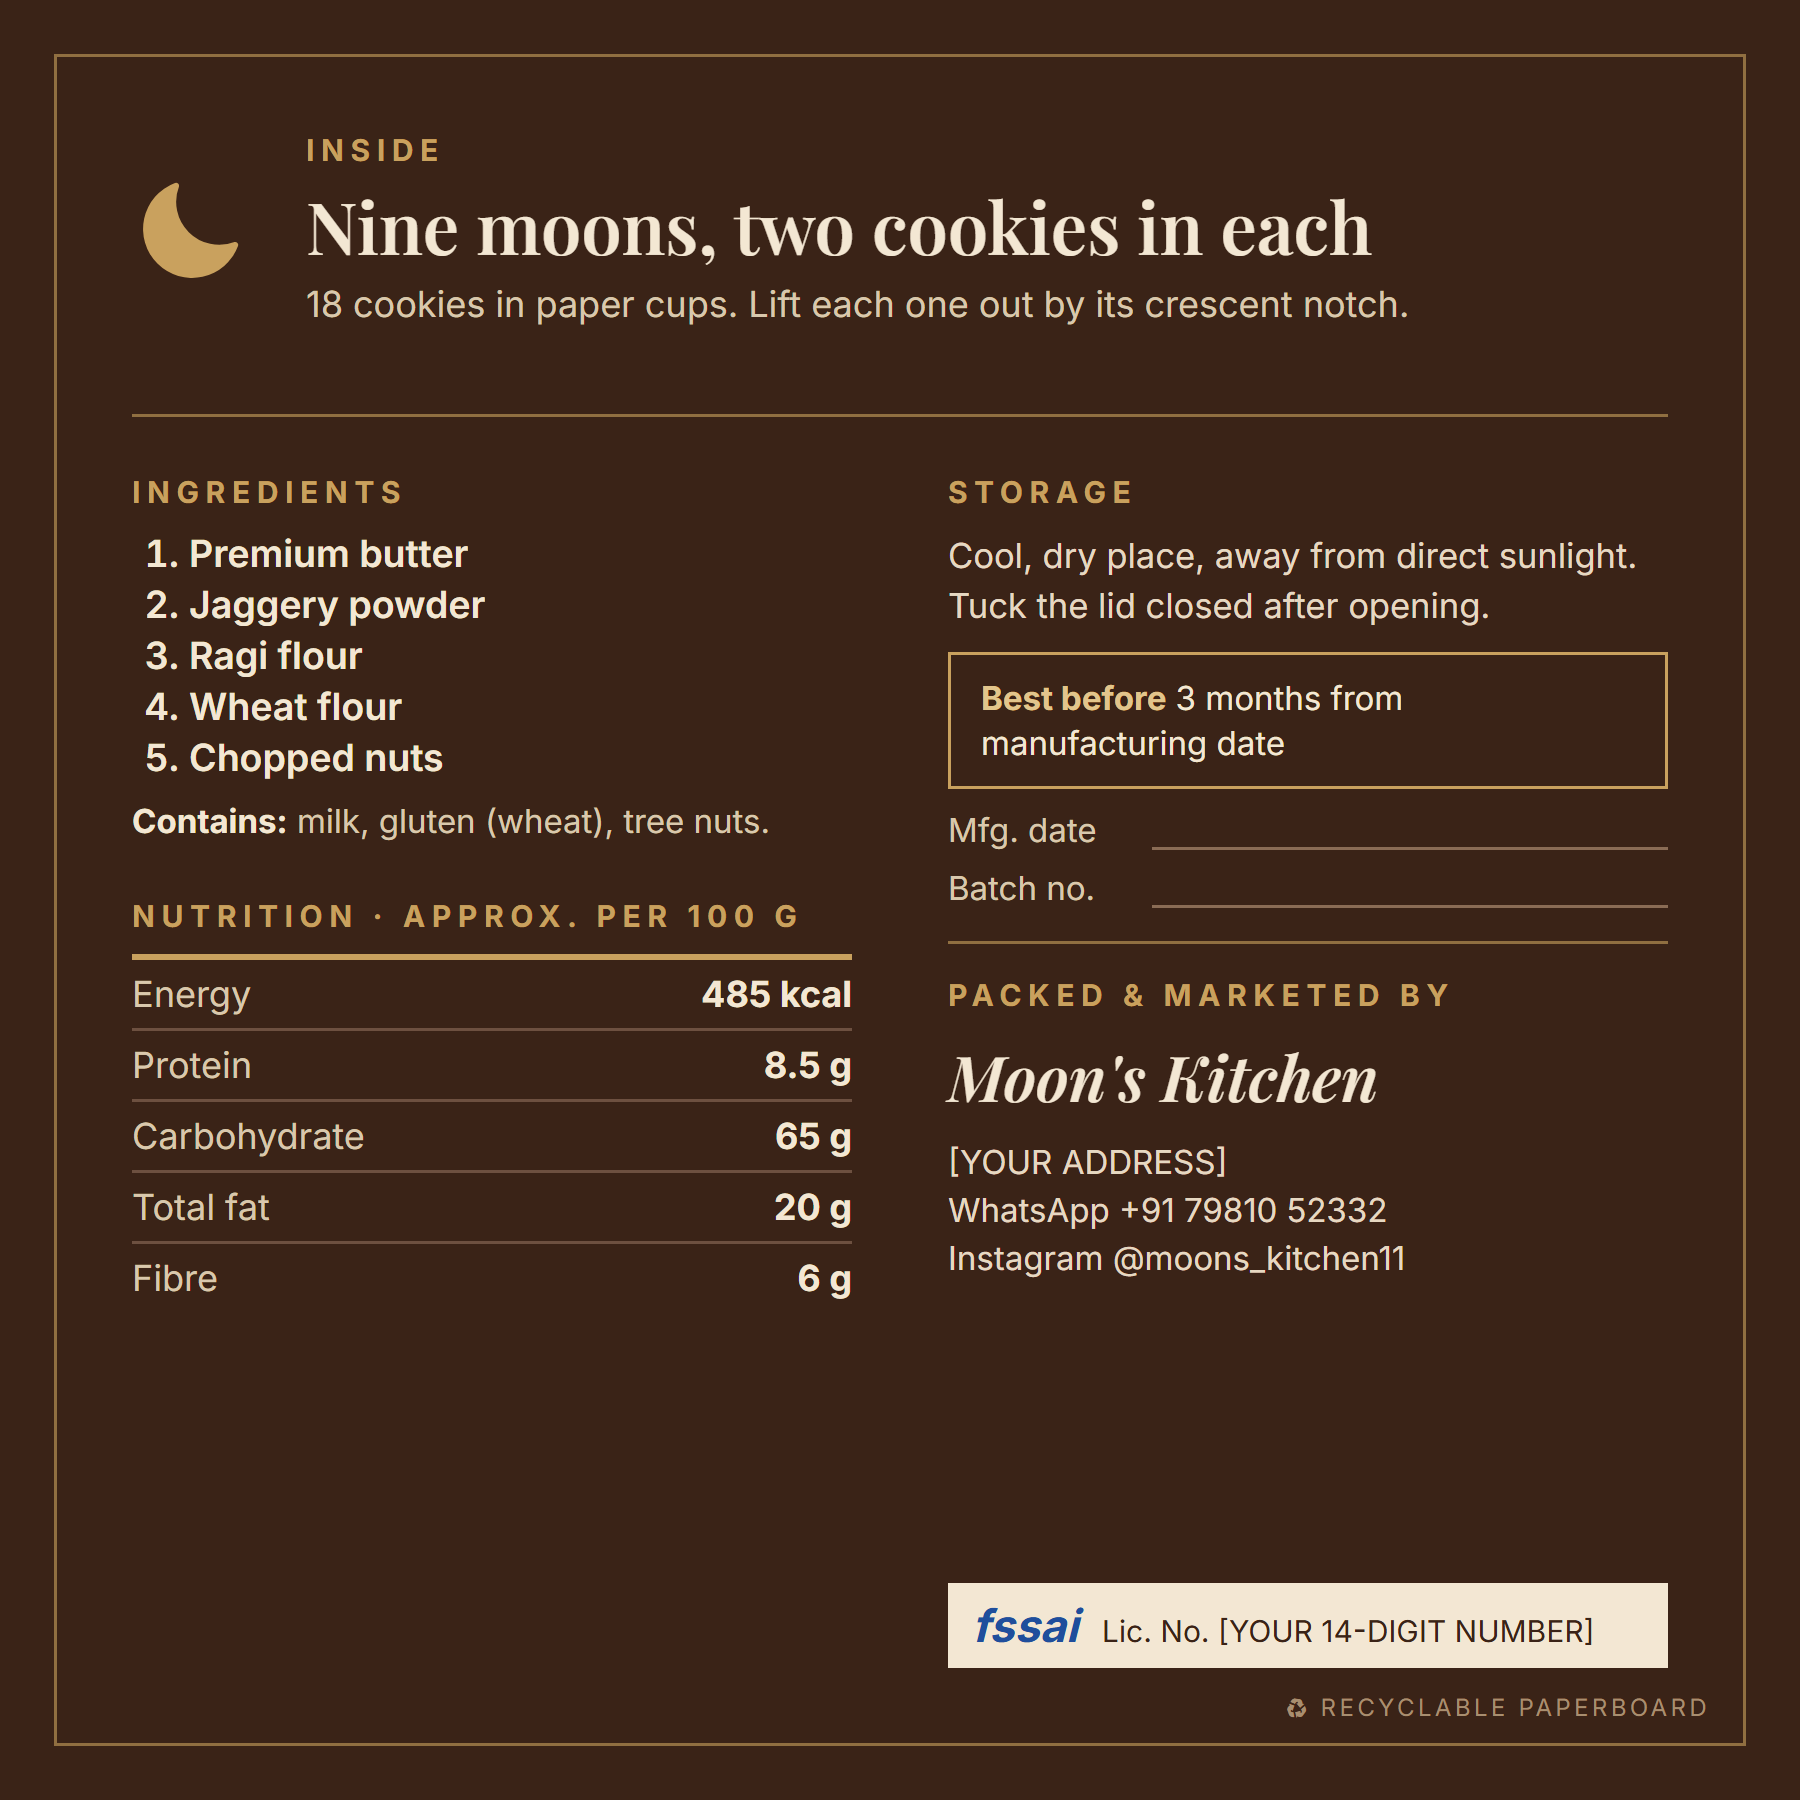 INSIDE
Nine moons, two cookies in each
18 cookies in paper cups. Lift each one out by its crescent notch.
INGREDIENTS
1. Premium butter
2. Jaggery powder
3. Ragi flour
4. Wheat flour
5. Chopped nuts
Contains: milk, gluten (wheat), tree nuts.
NUTRITION · APPROX. PER 100 G
Energy 485 kcal
Protein 8.5 g
Carbohydrate 65 g
Total fat 20 g
Fibre 6 g
STORAGE
Cool, dry place, away from direct sunlight.
Tuck the lid closed after opening.
Best before 3 months from
manufacturing date
Mfg. date
Batch no.
PACKED & MARKETED BY
Moon's Kitchen
[YOUR ADDRESS]
WhatsApp +91 79810 52332
Instagram @moons_kitchen11
fssai Lic. No. [YOUR 14-DIGIT NUMBER]
♻ RECYCLABLE PAPERBOARD